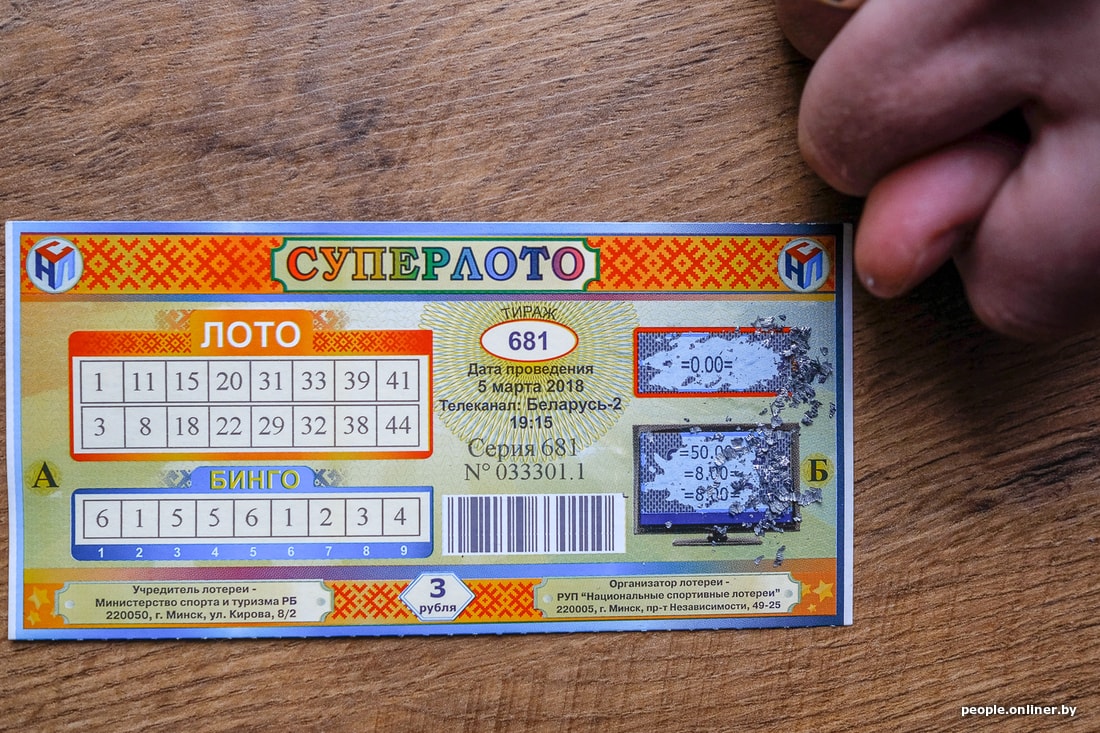 СУПЕРЛОТО
ЛОТО
1 11 15 20 31 33 39 41
3 8 18 22 29 32 38 44
А
БИНГО
6 1 5 5 6 1 2 3 4
1 2 3 4 5 6 7 8 9
ТИРАЖ
681
Дата проведения
5 марта 2018
Телеканал: Беларусь-2
19:15
Серия 681
N° 033301.1
=0.00=
=50.0
=8.00=
=8.00=
Б
Учредитель лотереи -
Министерство спорта и туризма РБ
220050, г. Минск, ул. Кирова, 8/2
3
рубля
Организатор лотереи -
РУП "Национальные спортивные лотереи"
220005, г. Минск, пр-т Независимости, 49-25
people.onliner.by